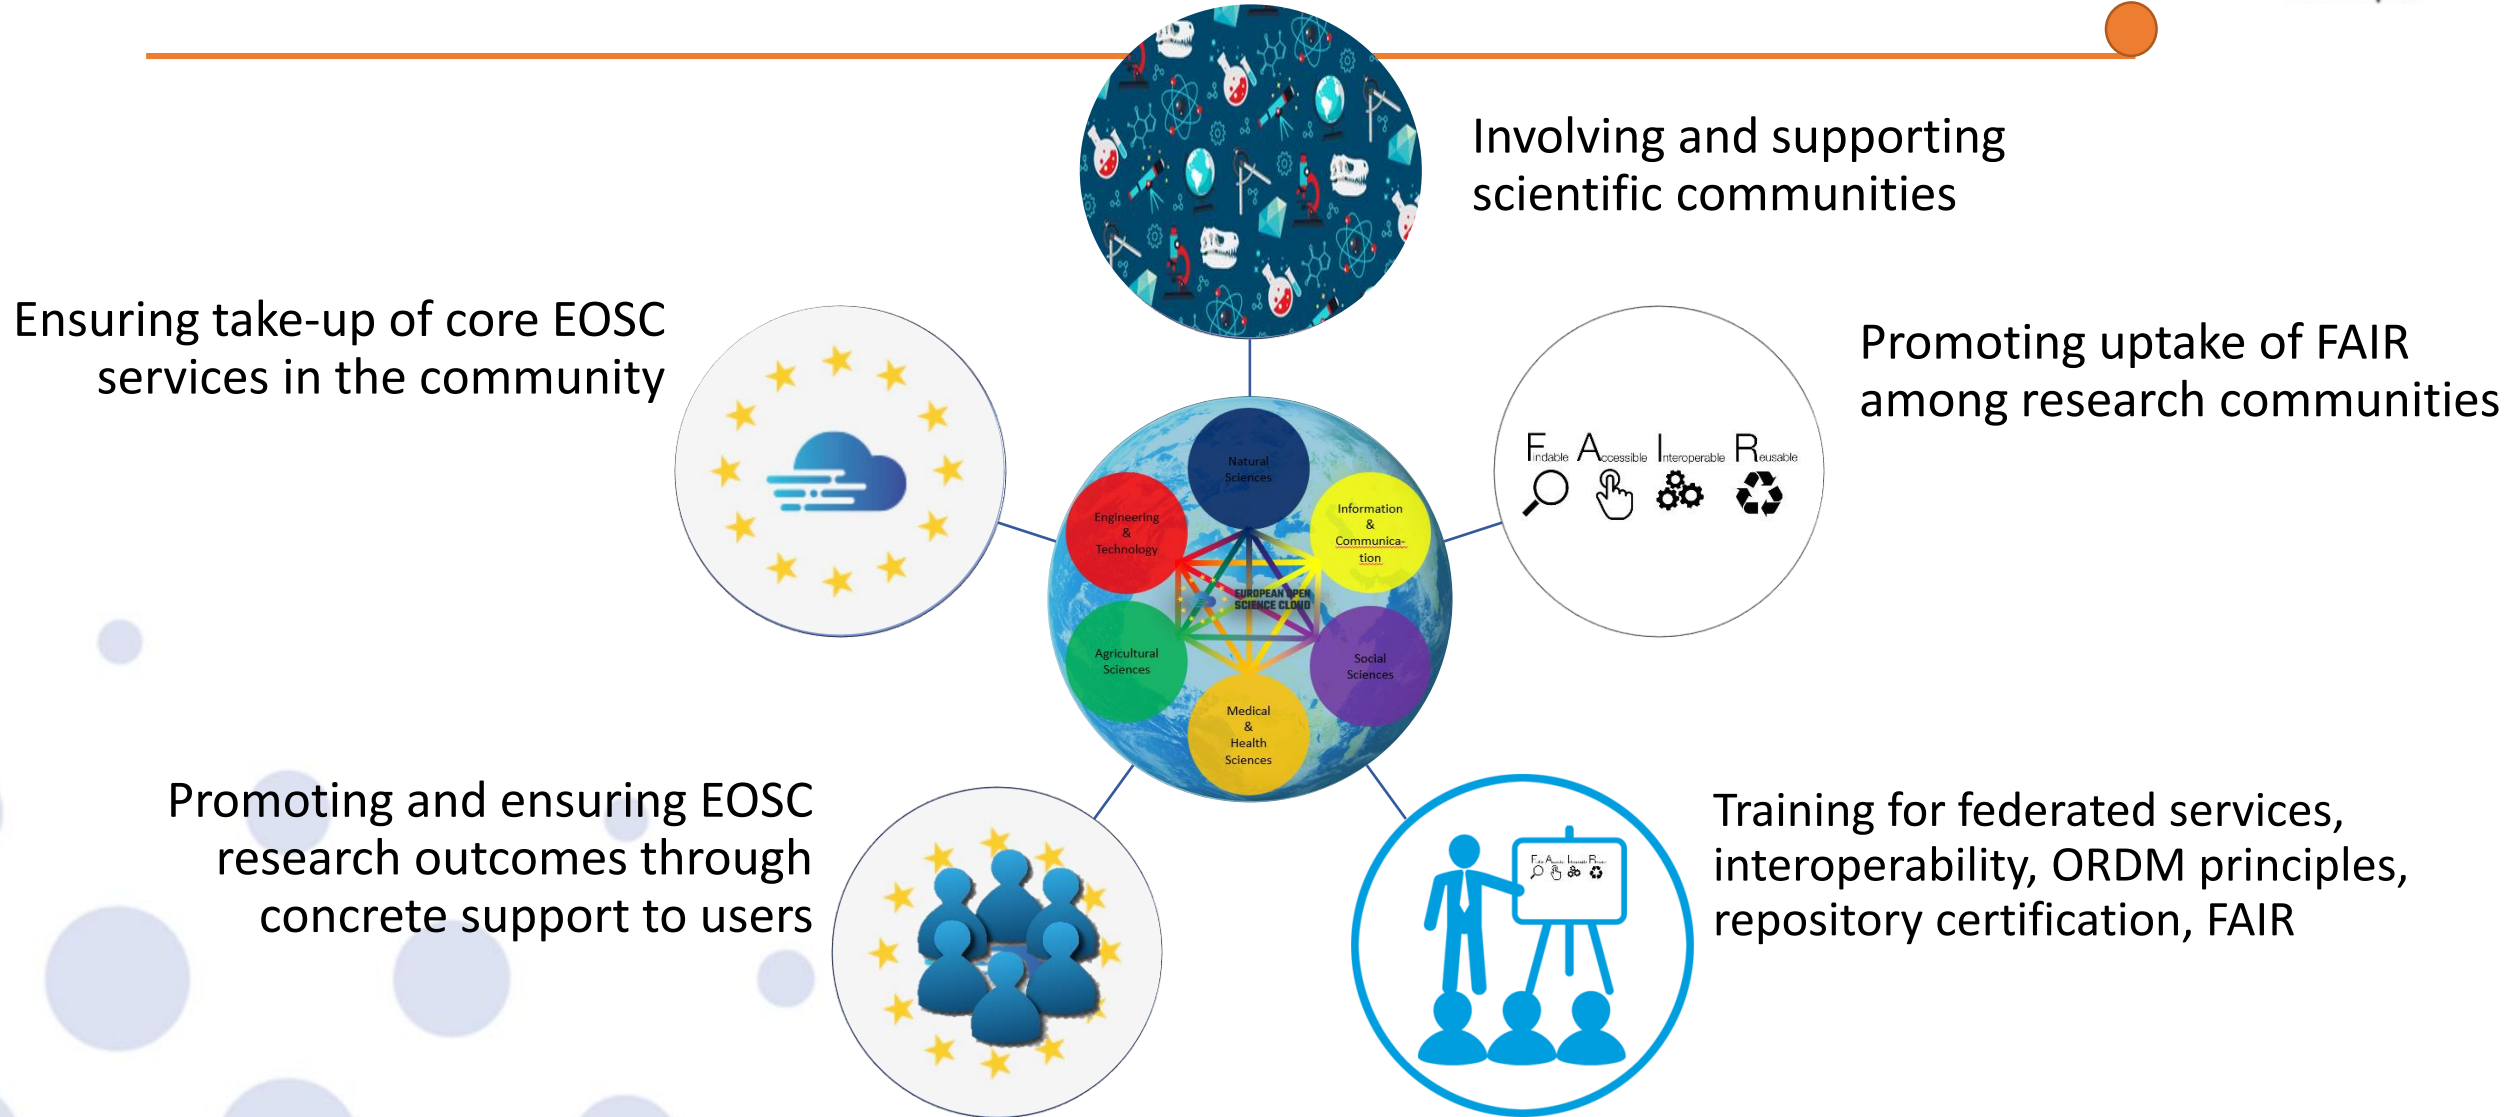 Involving and supporting
scientific communities
Ensuring take-up of core EOSC
services in the community
Promoting uptake of FAIR
among research communities
Findable Accessible Interoperable Reusable
Natural
Sciences
Engineering
&
Technology
Information
&
Communica-
tion
EUROPEAN OPEN
SCIENCE CLOUD
Agricultural
Sciences
Social
Sciences
Medical
&
Health
Sciences
Promoting and ensuring EOSC
research outcomes through
concrete support to users
Training for federated services,
interoperability, ORDM principles,
repository certification, FAIR